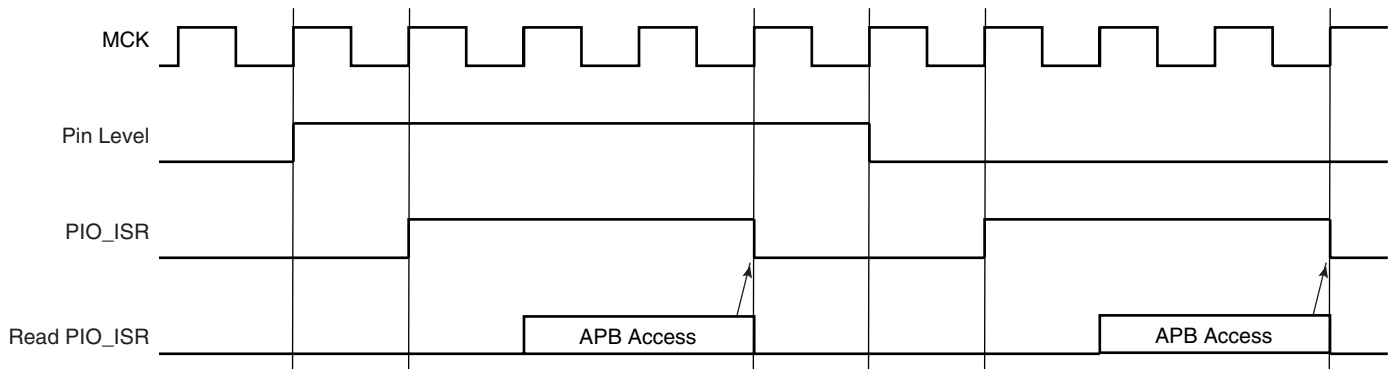 MCK
Pin Level
PIO_ISR
Read PIO_ISR
APB Access
APB Access